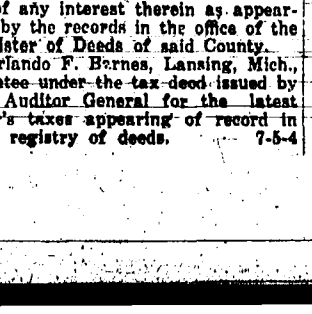 of any interest therein as appear-
by the records in the office of the
ister of Deeds of said County.
rlando F. Barnes, Lansing, Mich.,
tee under the tax deed issued by
Auditor General for the latest
r's taxes appearing of record in
registry of deeds. 7-5-4